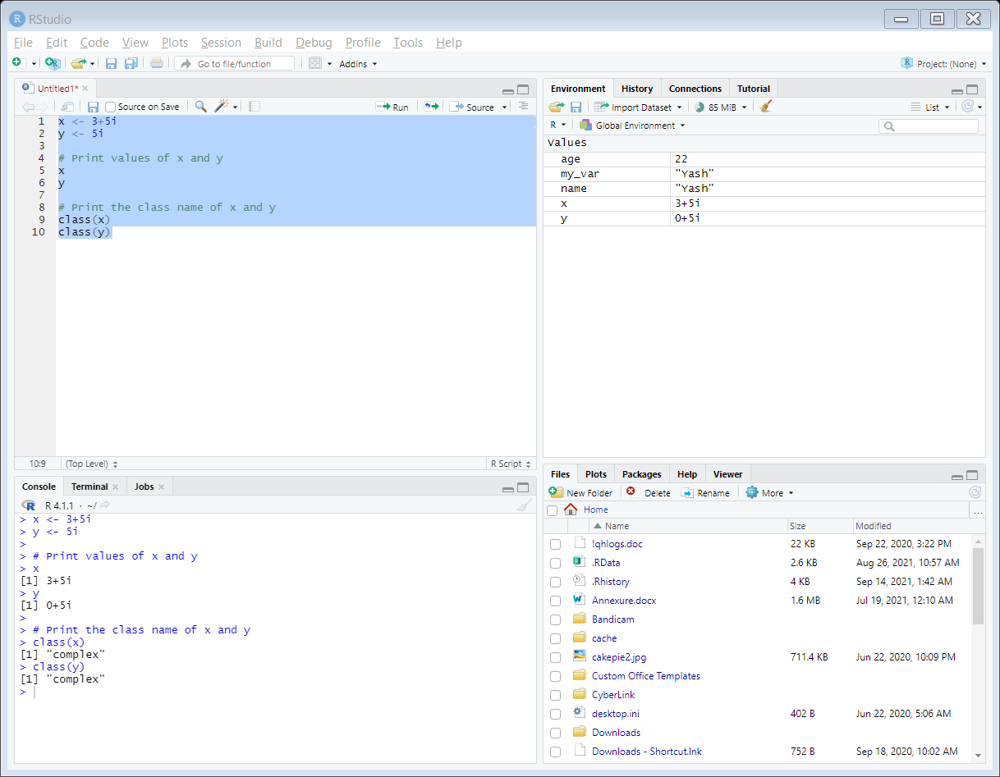 RStudio
File Edit Code View Plots Session Build Debug Profile Tools Help
Go to file/function Addins Project: (None)
Untitled1*
Source on Save Run Source
1 x <- 3+5i
2 y <- 5i
3
4 # Print values of x and y
5 x
6 y
7
8 # Print the class name of x and y
9 class(x)
10 class(y)
10:9 (Top Level) R Script
Console Terminal Jobs
R 4.1.1 · ~/
> x <- 3+5i
> y <- 5i
>
> # Print values of x and y
> x
[1] 3+5i
> y
[1] 0+5i
>
> # Print the class name of x and y
> class(x)
[1] "complex"
> class(y)
[1] "complex"
>
Environment History Connections Tutorial
Import Dataset 85 MiB List
R Global Environment
Values
age 22
my_var "Yash"
name "Yash"
x 3+5i
y 0+5i
Files Plots Packages Help Viewer
New Folder Delete Rename More
Home ...
Name Size Modified
!qhlogs.doc 22 KB Sep 22, 2020, 3:22 PM
.RData 2.6 KB Aug 26, 2021, 10:57 AM
.Rhistory 4 KB Sep 14, 2021, 1:42 AM
Annexure.docx 1.6 MB Jul 19, 2021, 12:10 AM
Bandicam
cache
cakepie2.jpg 711.4 KB Jun 22, 2020, 10:09 PM
Custom Office Templates
CyberLink
desktop.ini 402 B Jun 22, 2020, 5:06 AM
Downloads
Downloads - Shortcut.lnk 752 B Sep 18, 2020, 10:02 AM